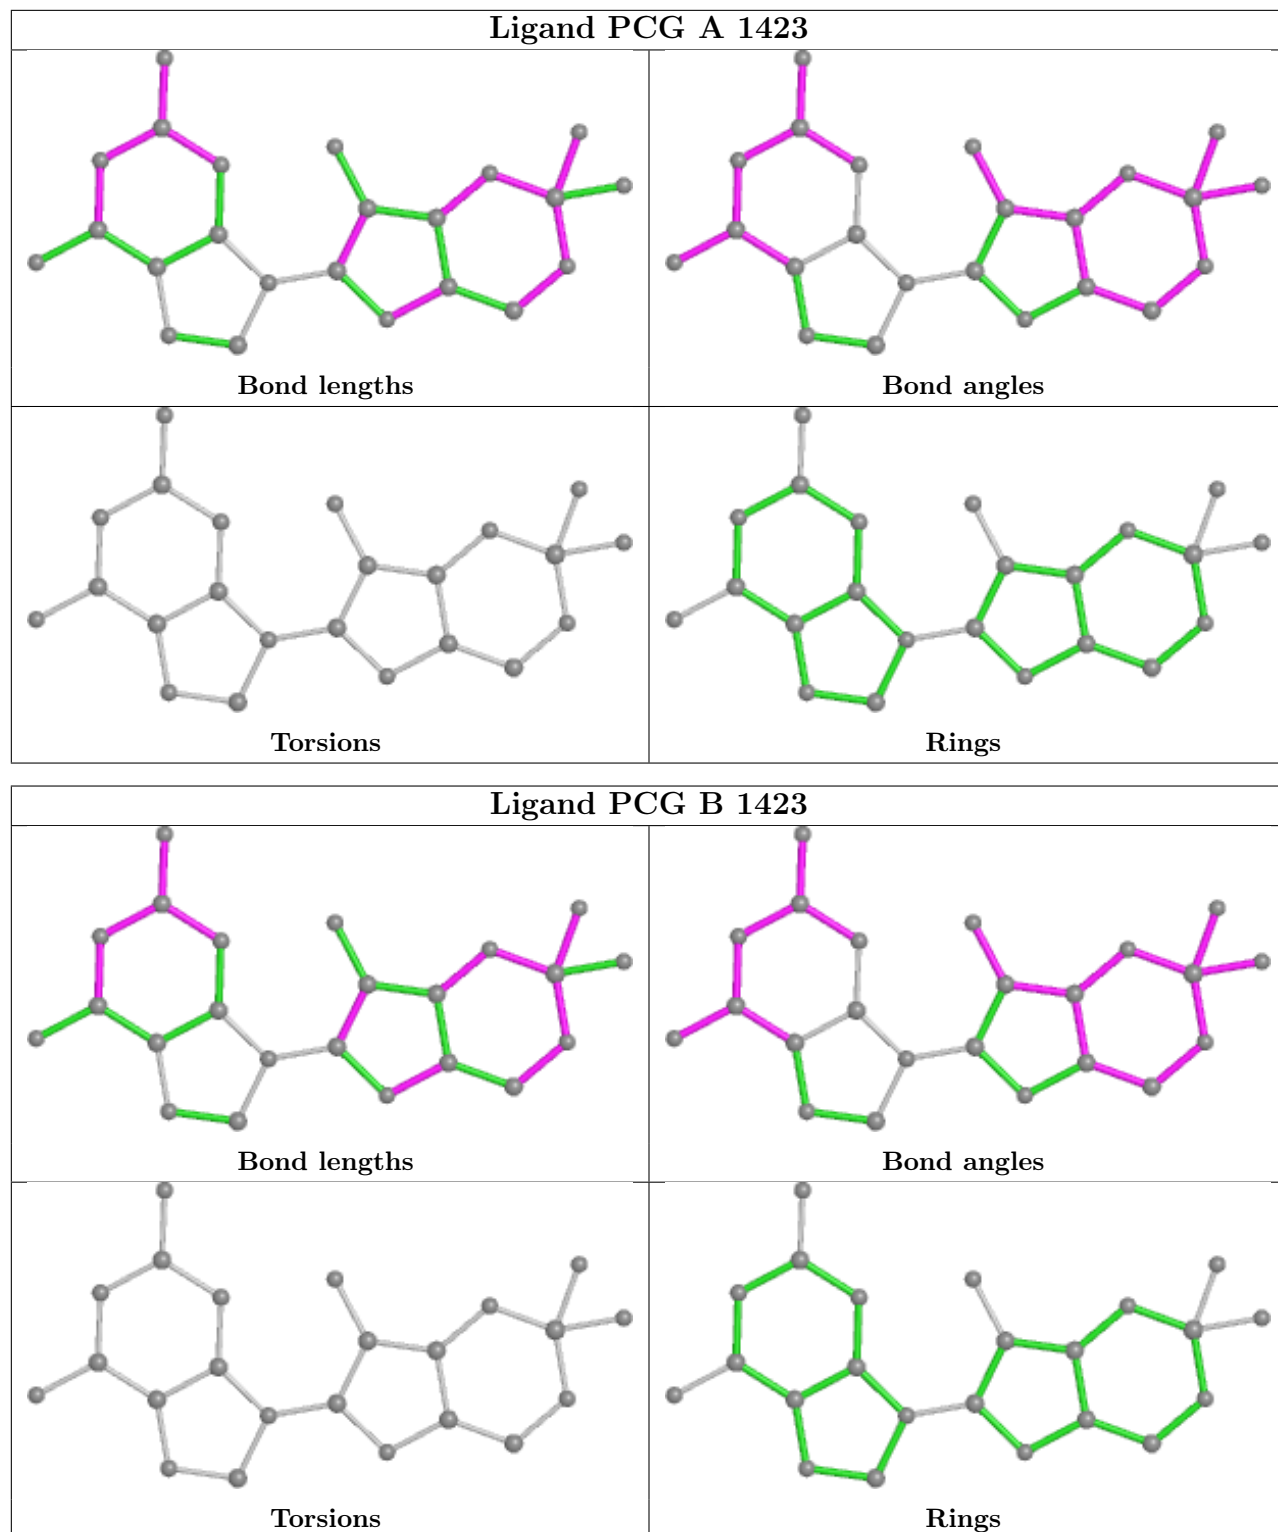 Ligand PCG A 1423
Bond lengths
Bond angles
Torsions
Rings
Ligand PCG B 1423
Bond lengths
Bond angles
Torsions
Rings